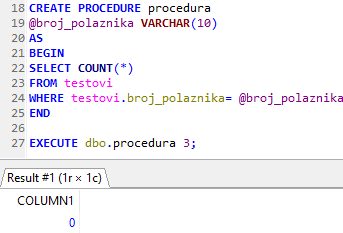 18 CREATE PROCEDURE procedura
19 @broj_polaznika VARCHAR(10)
20 AS
21 BEGIN
22 SELECT COUNT(*)
23 FROM testovi
24 WHERE testovi.broj_polaznika= @broj_polaznika
25 END
26
27 EXECUTE dbo.procedura 3;
Result #1 (1r × 1c)
COLUMN1
0